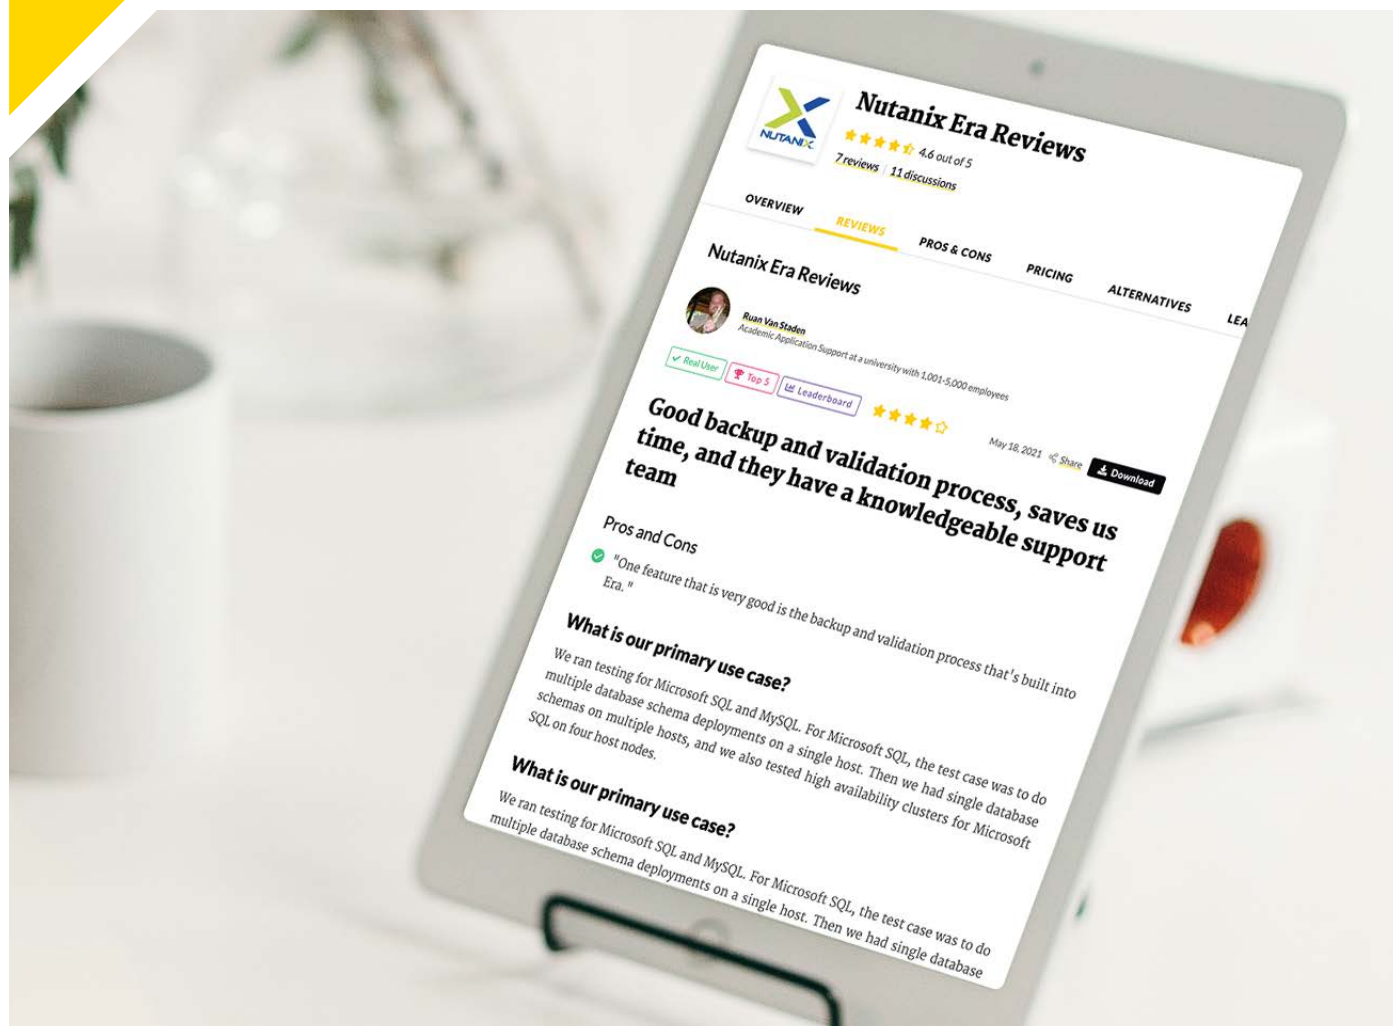 NUTANIX
Nutanix Era Reviews
4.6 out of 5
7 reviews | 11 discussions
OVERVIEW REVIEWS PROS & CONS PRICING ALTERNATIVES LEA
Nutanix Era Reviews
Ruan Van Staden
Academic Application Support at a university with 1,001-5,000 employees
Real User Top 5 Leaderboard
May 18, 2021 Share Download
Good backup and validation process, saves us
time, and they have a knowledgeable support
team
Pros and Cons
"One feature that is very good is the backup and validation process that's built into
Era."
What is our primary use case?
We ran testing for Microsoft SQL and MySQL. For Microsoft SQL, the test case was to do
multiple database schema deployments on a single host. Then we had single database
schemas on multiple hosts, and we also tested high availability clusters for Microsoft
SQL on four host nodes.
What is our primary use case?
We ran testing for Microsoft SQL and MySQL. For Microsoft SQL, the test case was to do
multiple database schema deployments on a single host. Then we had single database